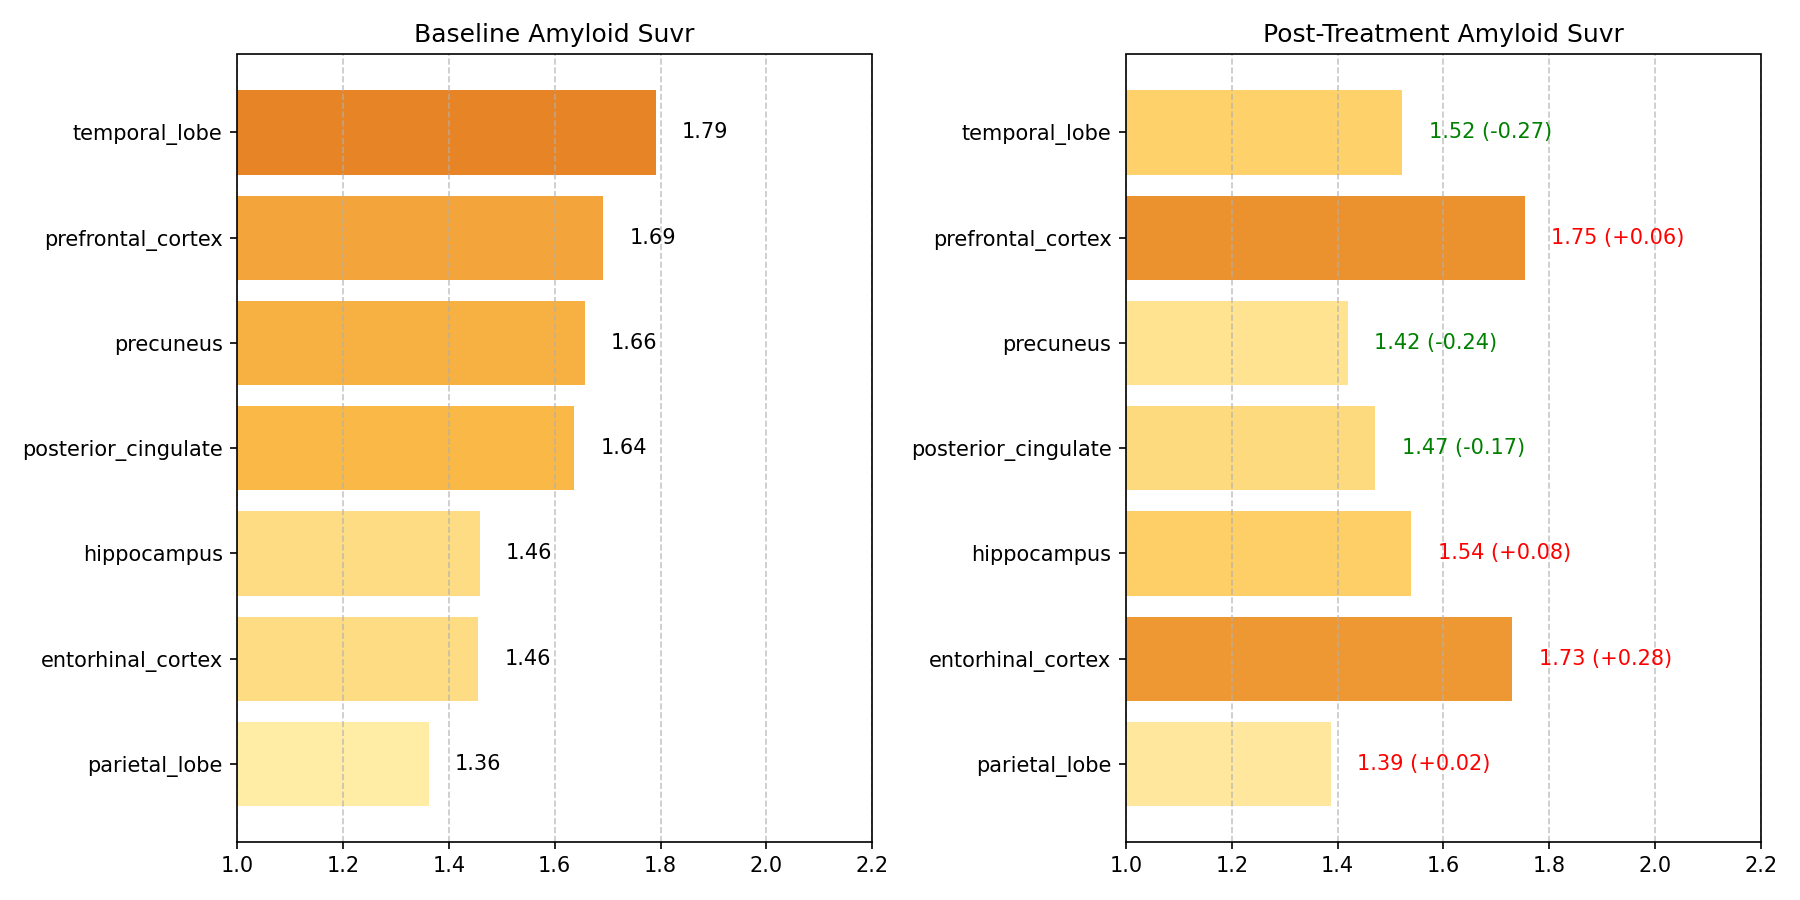 Baseline Amyloid Suvr
temporal_lobe
1.79
prefrontal_cortex
1.69
precuneus
1.66
posterior_cingulate
1.64
hippocampus
1.46
entorhinal_cortex
1.46
parietal_lobe
1.36
1.0 1.2 1.4 1.6 1.8 2.0 2.2
Post-Treatment Amyloid Suvr
temporal_lobe
1.52 (-0.27)
prefrontal_cortex
1.75 (+0.06)
precuneus
1.42 (-0.24)
posterior_cingulate
1.47 (-0.17)
hippocampus
1.54 (+0.08)
entorhinal_cortex
1.73 (+0.28)
parietal_lobe
1.39 (+0.02)
1.0 1.2 1.4 1.6 1.8 2.0 2.2